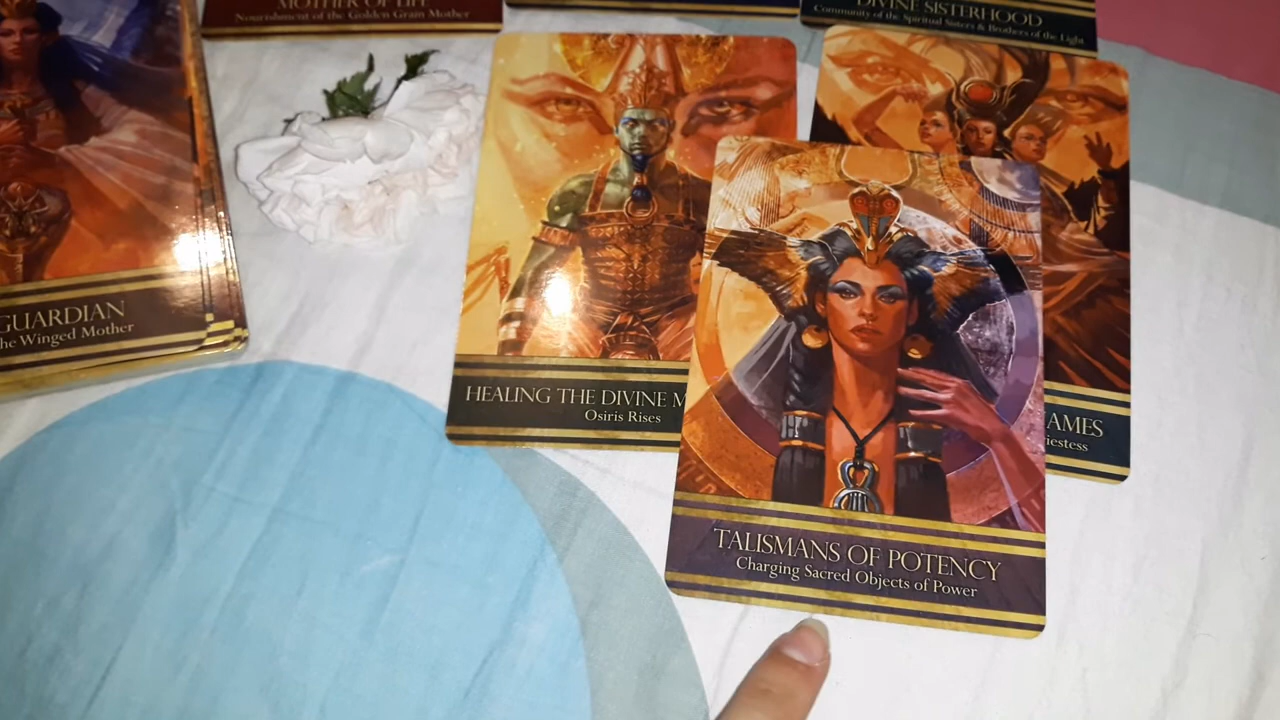 MOTHER OF LIFE
Nourishment of the Golden Grain Mother
DIVINE SISTERHOOD
Community of the Spiritual Sisters & Brothers of the Light
GUARDIAN
the Winged Mother
HEALING THE DIVINE M
Osiris Rises
AMES
riestess
TALISMANS OF POTENCY
Charging Sacred Objects of Power